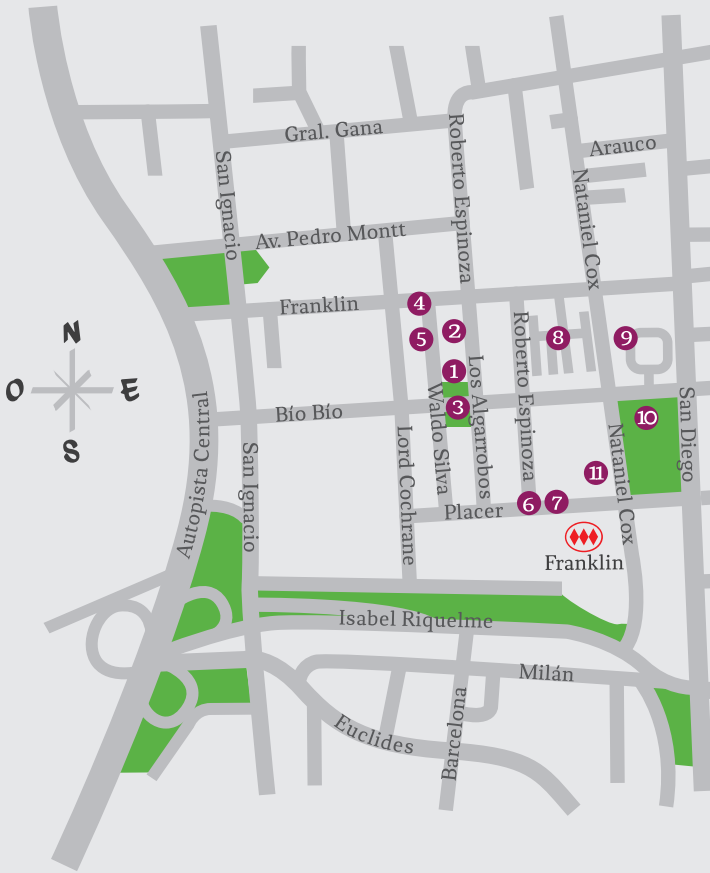 Gral. Gana
Roberto Espinoza
Arauco
San Ignacio
Nataniel Cox
Av. Pedro Montt
Franklin
4
N
O
E
S
5
2
8
9
1
Roberto Espinoza
Los Algarrobos
Waldo Silva
3
Bío Bío
San Diego
10
Autopista Central
San Ignacio
Lord Cochrane
Nataniel Cox
11
6
7
Placer
Franklin
Isabel Riquelme
Milán
Euclides
Barcelona